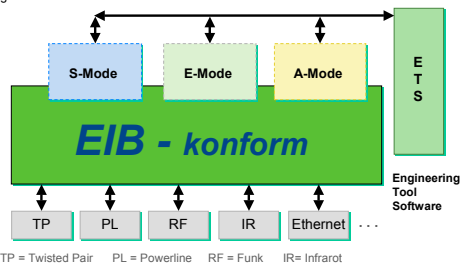 S-Mode
E-Mode
A-Mode
E
T
S
EIB - konform
Engineering
Tool
Software
TP
PL
RF
IR
Ethernet
. . .
TP = Twisted Pair PL = Powerline RF = Funk IR= Infrarot